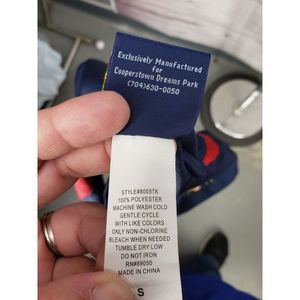 Exclusively Manufactured
for
Cooperstown Dreams Park
(704)630-0050
STYLE#8005TK
100% POLYESTER
MACHINE WASH COLD
GENTLE CYCLE
WITH LIKE COLORS
ONLY NON-CHLORINE
BLEACH WHEN NEEDED
TUMBLE DRY LOW
DO NOT IRON
RN#89050
MADE IN CHINA
S